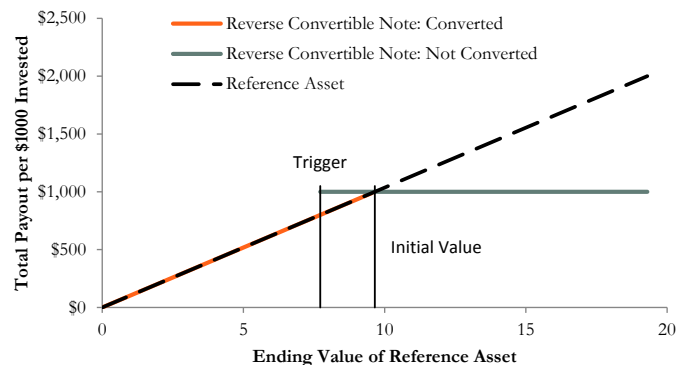 $2,500
Reverse Convertible Note: Converted
Reverse Convertible Note: Not Converted
$2,000
Reference Asset
$1,500
Trigger
$1,000
$500
Initial Value
$0
0 5 10 15 20
Total Payout per $1000 Invested
Ending Value of Reference Asset